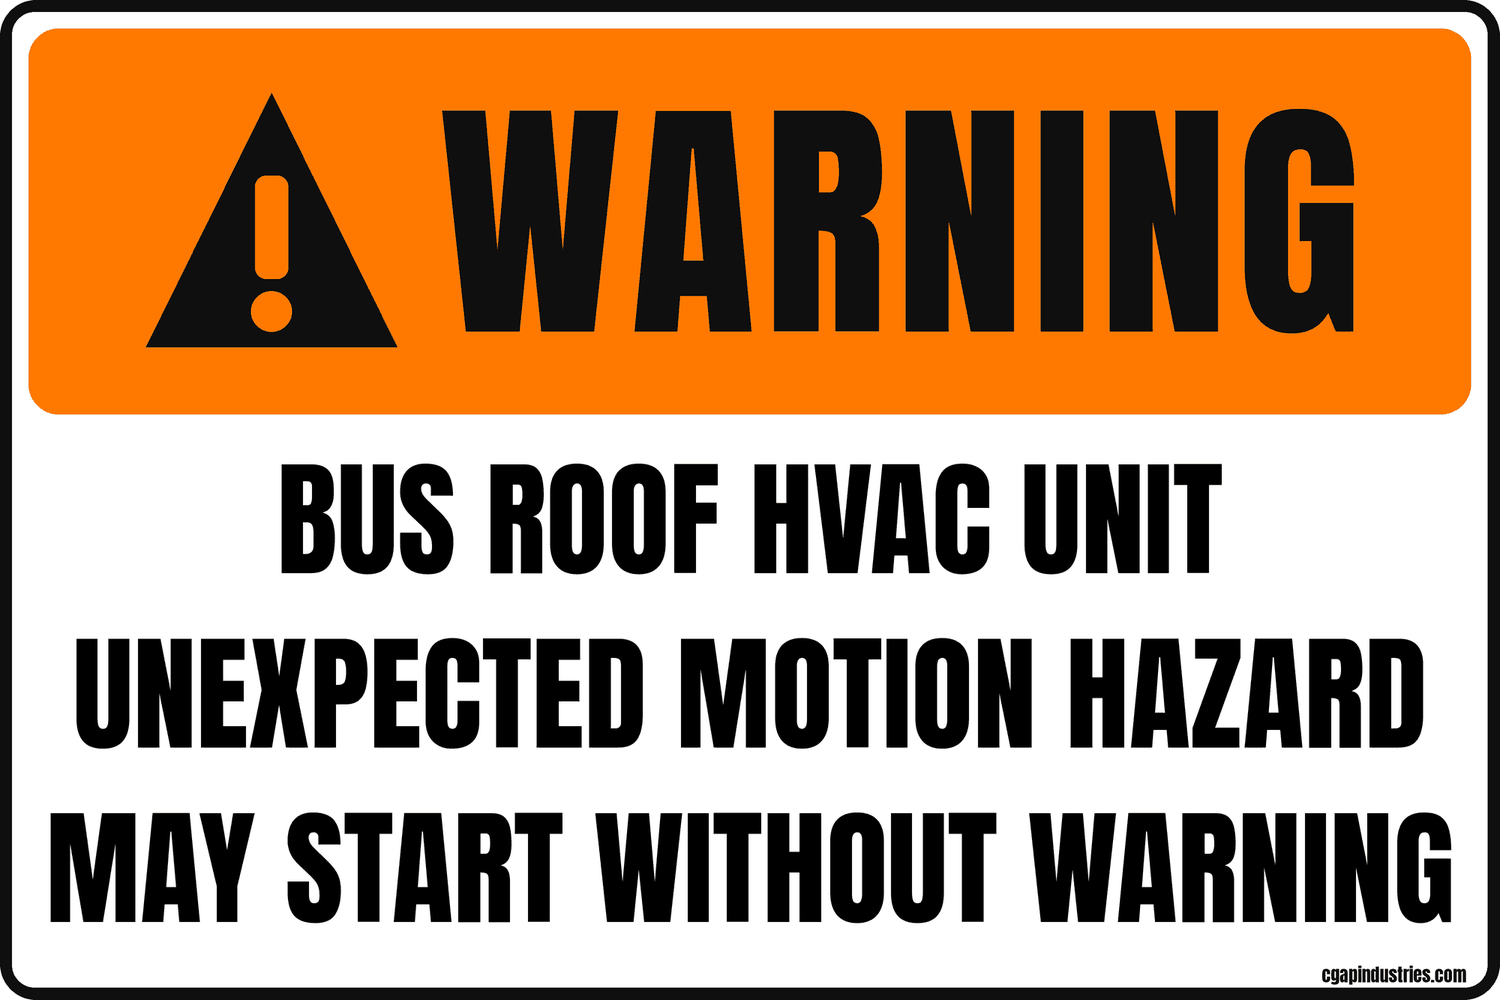 WARNING
BUS ROOF HVAC UNIT
UNEXPECTED MOTION HAZARD
MAY START WITHOUT WARNING
cgapindustries.com